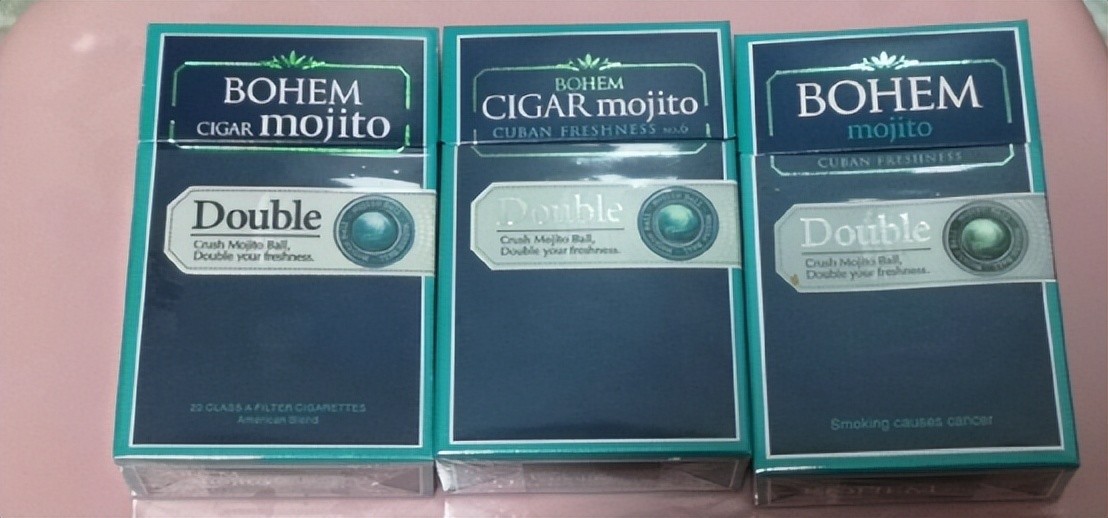 BOHEM
CIGAR mojito
Double
Crush Mojito Ball,
Double your freshness.
20 CLASS A FILTER CIGARETTES
American Blend
BOHEM
CIGAR mojito
CUBAN FRESHNESS NO.6
Double
Crush Mojito Ball,
Double your freshness.
BOHEM
mojito
CUBAN FRESHNESS
Double
Crush Mojito Ball,
Double your freshness.
Smoking causes cancer